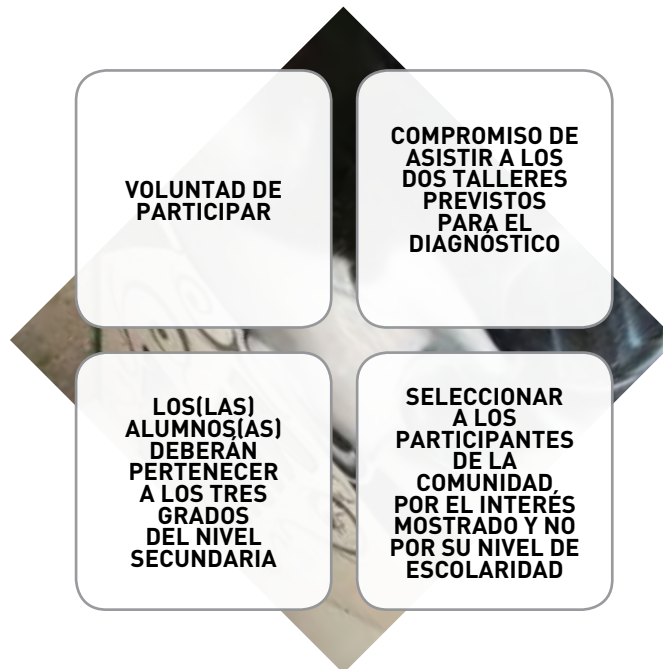 VOLUNTAD DE
PARTICIPAR
COMPROMISO DE
ASISTIR A LOS
DOS TALLERES
PREVISTOS
PARA EL
DIAGNÓSTICO
LOS(LAS)
ALUMNOS(AS)
DEBERÁN
PERTENECER
A LOS TRES
GRADOS
DEL NIVEL
SECUNDARIA
SELECCIONAR
A LOS
PARTICIPANTES
DE LA
COMUNIDAD,
POR EL INTERÉS
MOSTRADO Y NO
POR SU NIVEL DE
ESCOLARIDAD